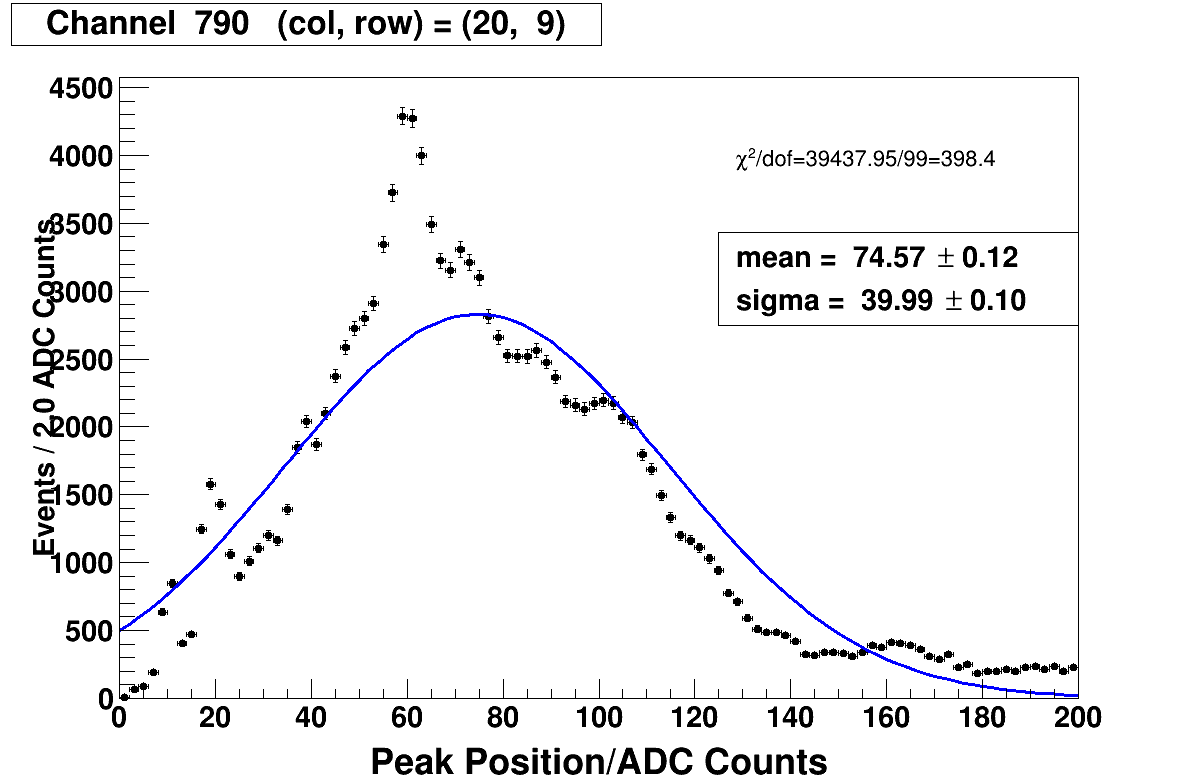 Channel 790 (col, row) = (20, 9)
4500
4000
3500
3000
2500
2000
1500
1000
500
0
Events / 2.0 ADC Counts
χ²/dof=39437.95/99=398.4
mean = 74.57 ± 0.12
sigma = 39.99 ± 0.10
0 20 40 60 80 100 120 140 160 180 200
Peak Position/ADC Counts